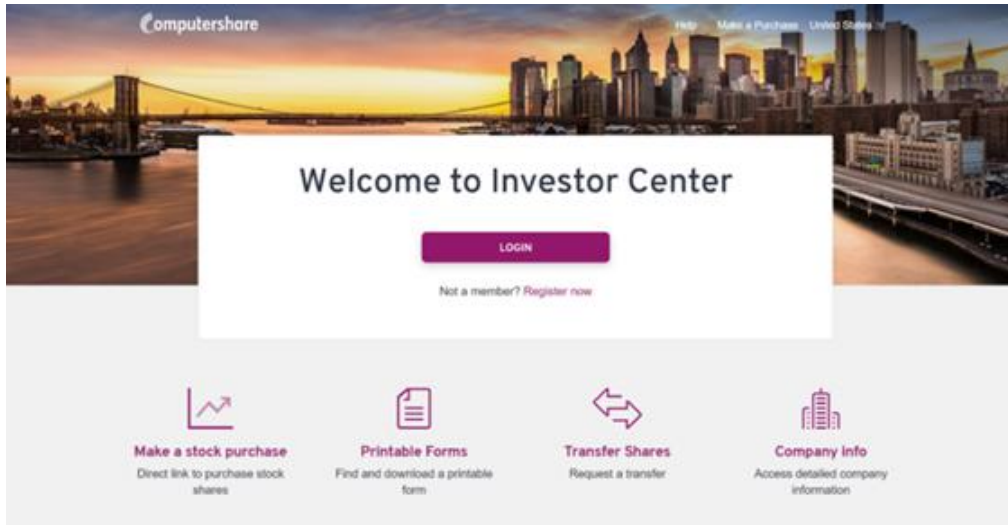 Computershare
Help Make a Purchase United States
Welcome to Investor Center
LOGIN
Not a member? Register now
Make a stock purchase
Direct link to purchase stock
shares
Printable Forms
Find and download a printable
form
Transfer Shares
Request a transfer
Company info
Access detailed company
information